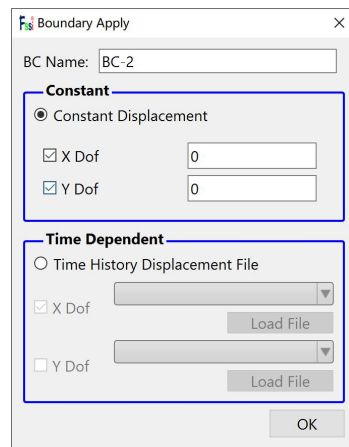 Fssi Boundary Apply
BC Name: BC-2
Constant
Constant Displacement
X Dof 0
Y Dof 0
Time Dependent
Time History Displacement File
X Dof
Load File
Y Dof
Load File
OK